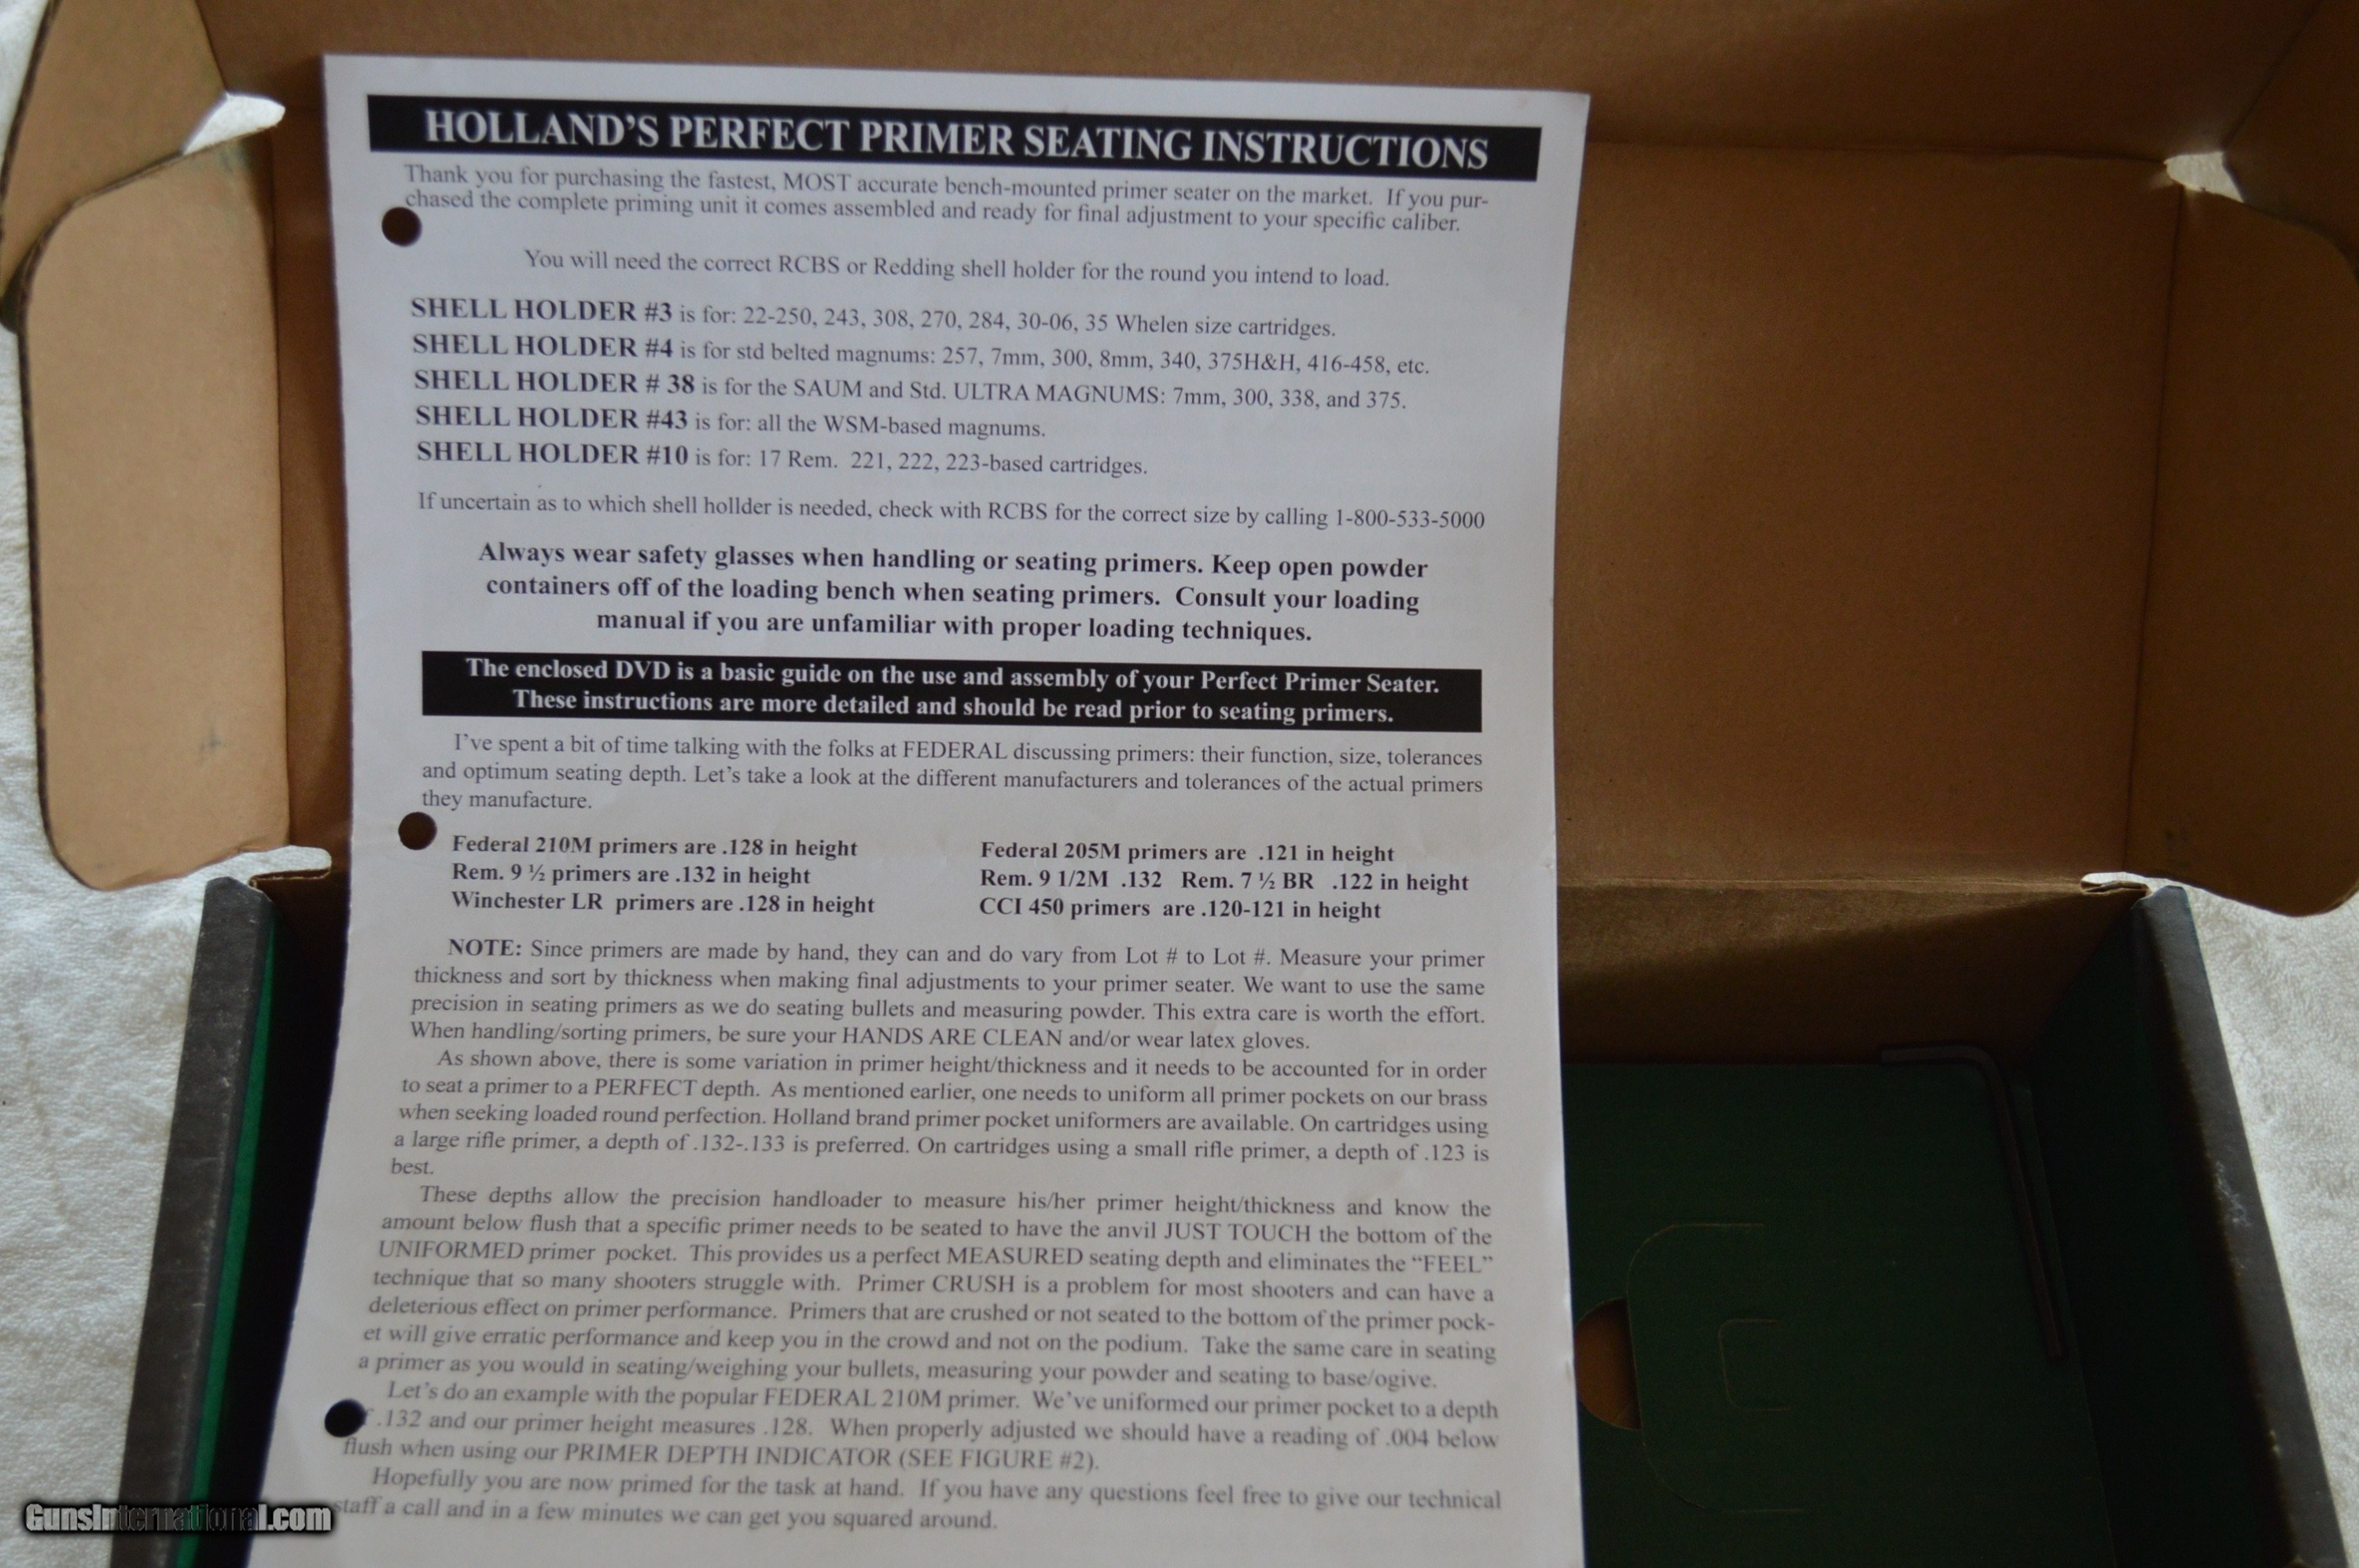 HOLLAND'S PERFECT PRIMER SEATING INSTRUCTIONS
Thank you for purchasing the fastest, MOST accurate bench-mounted primer seater on the market. If you pur-
chased the complete priming unit it comes assembled and ready for final adjustment to your specific caliber.
You will need the correct RCBS or Redding shell holder for the round you intend to load.
SHELL HOLDER #3 is for: 22-250, 243, 308, 270, 284, 30-06, 35 Whelen size cartridges.
SHELL HOLDER #4 is for std belted magnums: 257, 7mm, 300, 8mm, 340, 375H&H, 416-458, etc.
SHELL HOLDER # 38 is for the SAUM and Std. ULTRA MAGNUMS: 7mm, 300, 338, and 375.
SHELL HOLDER #43 is for: all the WSM-based magnums.
SHELL HOLDER #10 is for: 17 Rem. 221, 222, 223-based cartridges.
If uncertain as to which shell hollder is needed, check with RCBS for the correct size by calling 1-800-533-5000
Always wear safety glasses when handling or seating primers. Keep open powder
containers off of the loading bench when seating primers. Consult your loading
manual if you are unfamiliar with proper loading techniques.
The enclosed DVD is a basic guide on the use and assembly of your Perfect Primer Seater.
These instructions are more detailed and should be read prior to seating primers.
I've spent a bit of time talking with the folks at FEDERAL discussing primers: their function, size, tolerances
and optimum seating depth. Let's take a look at the different manufacturers and tolerances of the actual primers
they manufacture.
Federal 210M primers are .128 in height
Rem. 9 ½ primers are .132 in height
Winchester LR primers are .128 in height
Federal 205M primers are .121 in height
Rem. 9 1/2M .132 Rem. 7 ½ BR .122 in height
CCI 450 primers are .120-121 in height
NOTE: Since primers are made by hand, they can and do vary from Lot # to Lot #. Measure your primer
thickness and sort by thickness when making final adjustments to your primer seater. We want to use the same
precision in seating primers as we do seating bullets and measuring powder. This extra care is worth the effort.
When handling/sorting primers, be sure your HANDS ARE CLEAN and/or wear latex gloves.
As shown above, there is some variation in primer height/thickness and it needs to be accounted for in order
to seat a primer to a PERFECT depth. As mentioned earlier, one needs to uniform all primer pockets on our brass
when seeking loaded round perfection. Holland brand primer pocket uniformers are available. On cartridges using
a large rifle primer, a depth of .132-.133 is preferred. On cartridges using a small rifle primer, a depth of .123 is
best.
These depths allow the precision handloader to measure his/her primer height/thickness and know the
amount below flush that a specific primer needs to be seated to have the anvil JUST TOUCH the bottom of the
UNIFORMED primer pocket. This provides us a perfect MEASURED seating depth and eliminates the "FEEL"
technique that so many shooters struggle with. Primer CRUSH is a problem for most shooters and can have a
deleterious effect on primer performance. Primers that are crushed or not seated to the bottom of the primer pock-
et will give erratic performance and keep you in the crowd and not on the podium. Take the same care in seating
a primer as you would in seating/weighing your bullets, measuring your powder and seating to base/ogive.
Let's do an example with the popular FEDERAL 210M primer. We've uniformed our primer pocket to a depth
.132 and our primer height measures .128. When properly adjusted we should have a reading of .004 below
flush when using our PRIMER DEPTH INDICATOR (SEE FIGURE #2).
Hopefully you are now primed for the task at hand. If you have any questions feel free to give our technical
staff a call and in a few minutes we can get you squared around.
GunsInternational.com